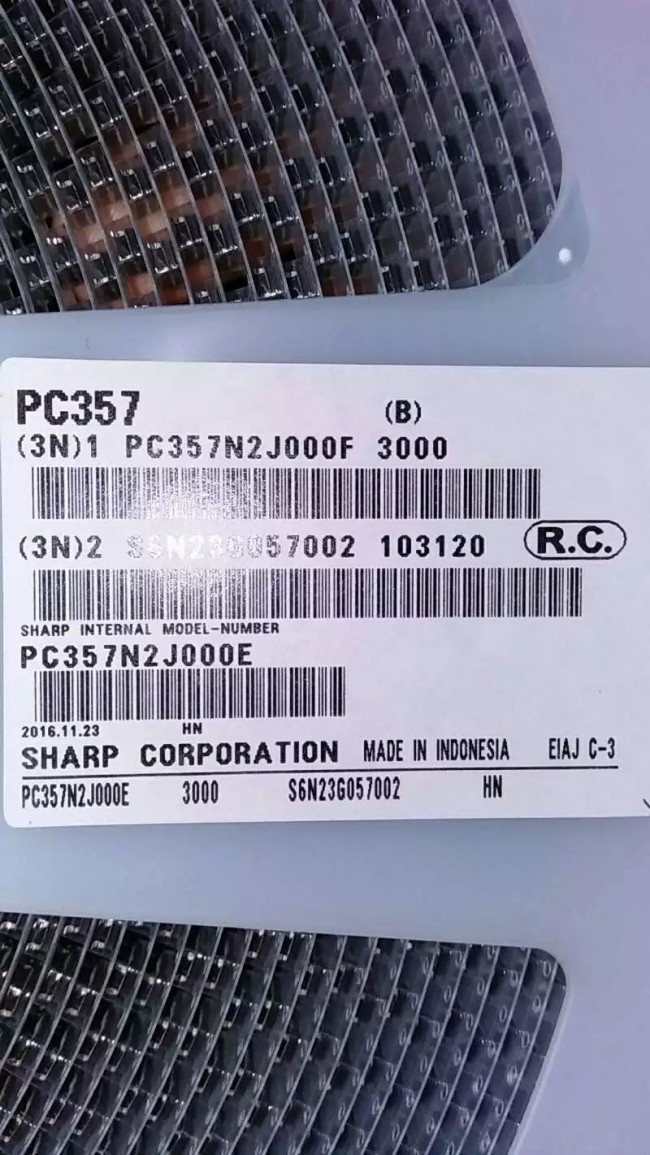 PC357 (B)
(3N)1 PC357N2J000F 3000
(3N)2 S6N23G057002 103120 R.C.
SHARP INTERNAL MODEL-NUMBER
PC357N2J000E
2016.11.23 HN
SHARP CORPORATION MADE IN INDONESIA EIAJ C-3
PC357N2J000E 3000 S6N23G057002 HN